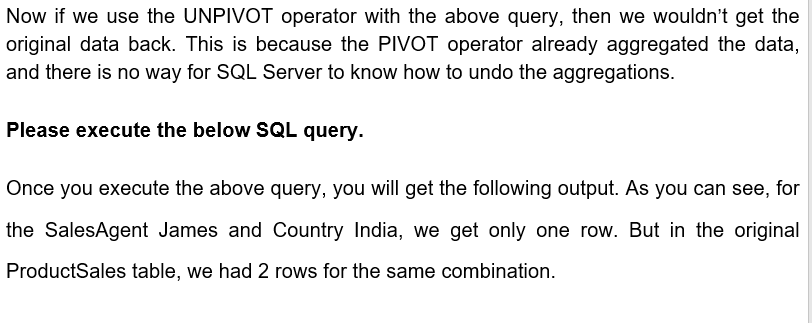 Now if we use the UNPIVOT operator with the above query, then we wouldn’t get the
original data back. This is because the PIVOT operator already aggregated the data,
and there is no way for SQL Server to know how to undo the aggregations.
Please execute the below SQL query.
Once you execute the above query, you will get the following output. As you can see, for
the SalesAgent James and Country India, we get only one row. But in the original
ProductSales table, we had 2 rows for the same combination.